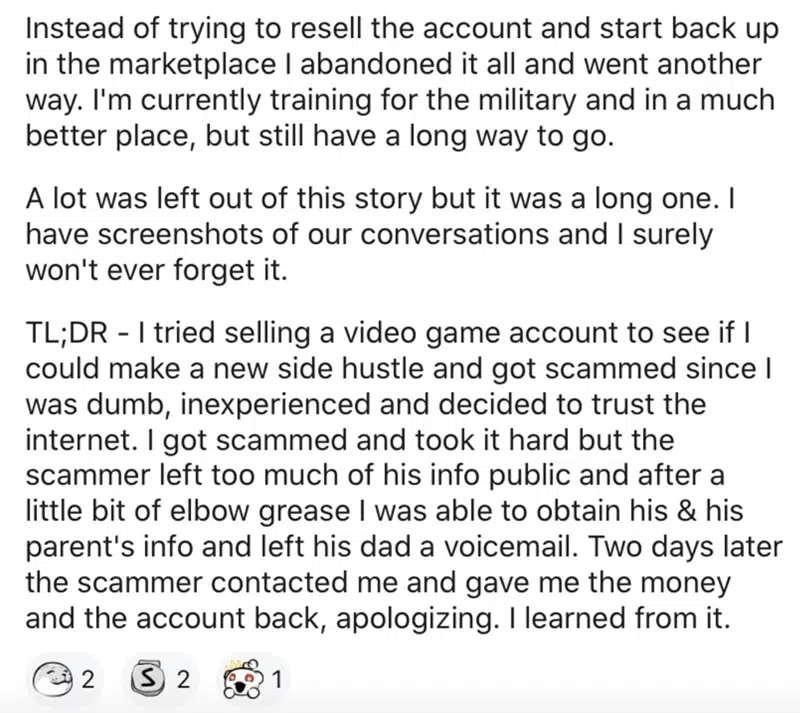 Instead of trying to resell the account and start back up
in the marketplace I abandoned it all and went another
way. I'm currently training for the military and in a much
better place, but still have a long way to go.
A lot was left out of this story but it was a long one. I
have screenshots of our conversations and I surely
won't ever forget it.
TL;DR - I tried selling a video game account to see if I
could make a new side hustle and got scammed since I
was dumb, inexperienced and decided to trust the
internet. I got scammed and took it hard but the
scammer left too much of his info public and after a
little bit of elbow grease I was able to obtain his & his
parent's info and left his dad a voicemail. Two days later
the scammer contacted me and gave me the money
and the account back, apologizing. I learned from it.
2 S 2 1